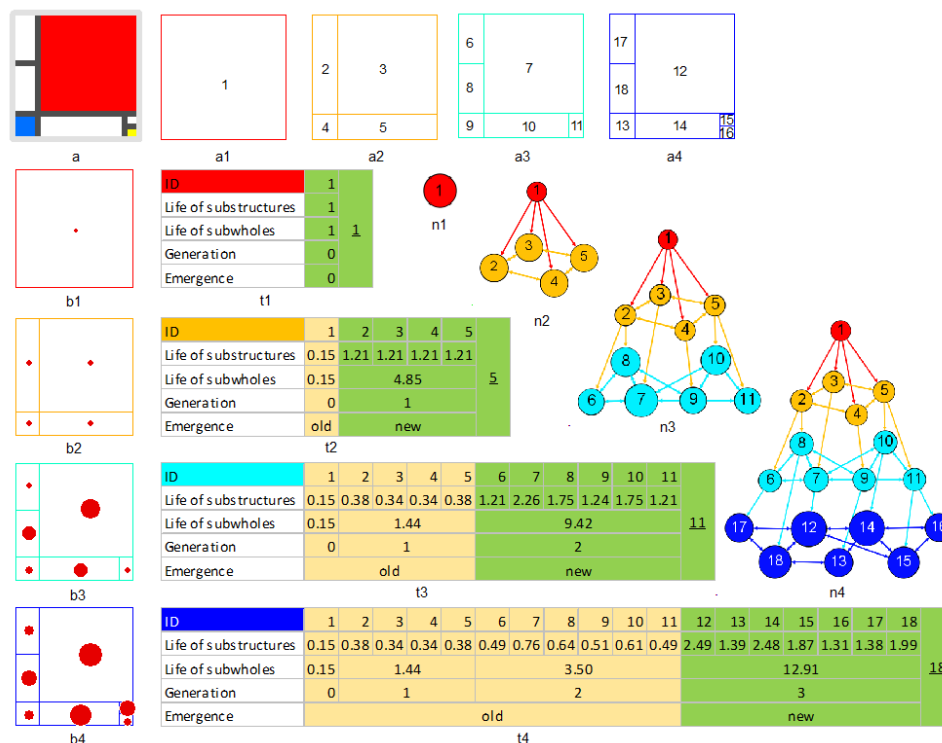 1
2 3
4 5
6 7
8
9 10 11
17 12
18
13 14 15
16
a a1 a2 a3 a4
ID 1
Life of substructures 1
Life of subwholes 1 1
Generation 0
Emergence 0
b1 t1
1
n1
1
3
2 5
4
n2
1
3
2 5
4
8 10
6 7 9 11
n3
ID 1 2 3 4 5
Life of substructures 0.15 1.21 1.21 1.21 1.21
Life of subwholes 0.15 4.85 5
Generation 0 1
Emergence old new
b2 t2
1
3
2 5
4
8 10
6 7 9 11
17 12 14 16
18 13 15
n4
ID 1 2 3 4 5 6 7 8 9 10 11
Life of substructures 0.15 0.38 0.34 0.34 0.38 1.21 2.26 1.75 1.24 1.75 1.21
Life of subwholes 0.15 1.44 9.42 11
Generation 0 1 2
Emergence old new
b3 t3
ID 1 2 3 4 5 6 7 8 9 10 11 12 13 14 15 16 17 18
Life of substructures 0.15 0.38 0.34 0.34 0.38 0.49 0.76 0.64 0.51 0.61 0.49 2.49 1.39 2.48 1.87 1.31 1.38 1.99
Life of subwholes 0.15 1.44 3.50 12.91 18
Generation 0 1 2 3
Emergence old new
b4 t4